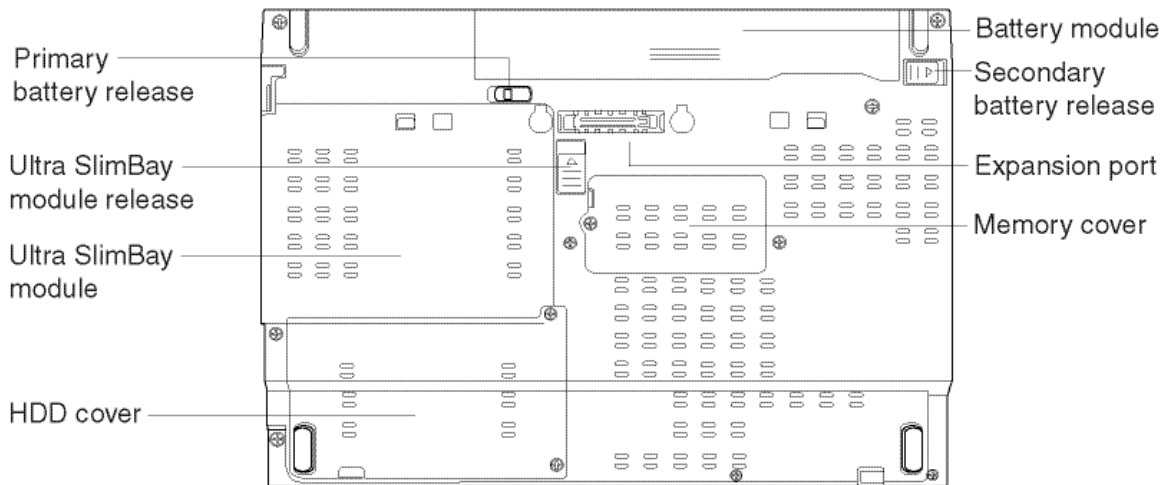 Primary
battery release
Ultra SlimBay
module release
Ultra SlimBay
module
HDD cover
Battery module
Secondary
battery release
Expansion port
Memory cover